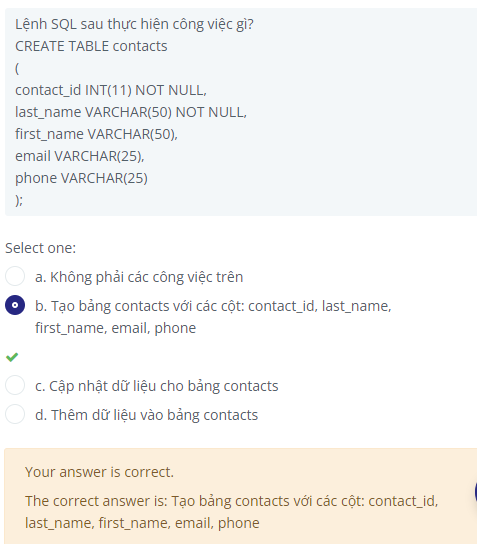 Lệnh SQL sau thực hiện công việc gì?
CREATE TABLE contacts
(
contact_id INT(11) NOT NULL,
last_name VARCHAR(50) NOT NULL,
first_name VARCHAR(50),
email VARCHAR(25),
phone VARCHAR(25)
);
Select one:
a. Không phải các công việc trên
b. Tạo bảng contacts với các cột: contact_id, last_name,
first_name, email, phone
c. Cập nhật dữ liệu cho bảng contacts
d. Thêm dữ liệu vào bảng contacts
Your answer is correct.
The correct answer is: Tạo bảng contacts với các cột: contact_id,
last_name, first_name, email, phone